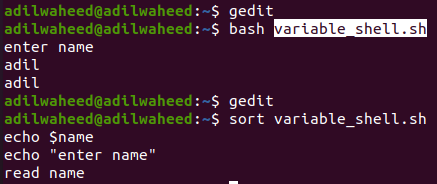 adilwaheed@adilwaheed:~$ gedit
adilwaheed@adilwaheed:~$ bash variable_shell.sh
enter name
adil
adil
adilwaheed@adilwaheed:~$ gedit
adilwaheed@adilwaheed:~$ sort variable_shell.sh
echo $name
echo "enter name"
read name